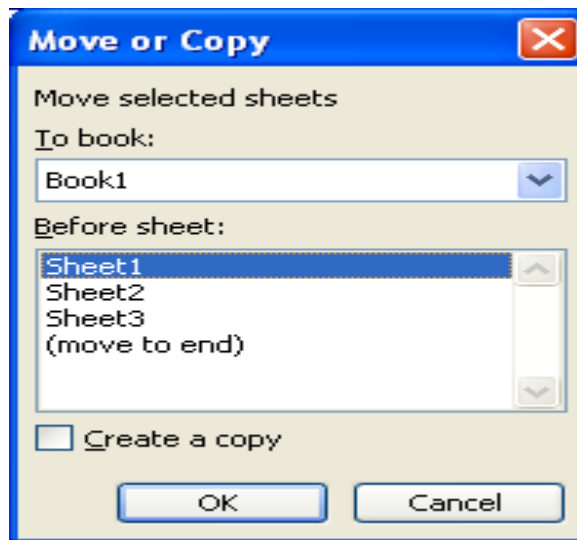 Move or Copy
Move selected sheets
To book:
Book1
Before sheet:
Sheet1
Sheet2
Sheet3
(move to end)
Create a copy
OK
Cancel